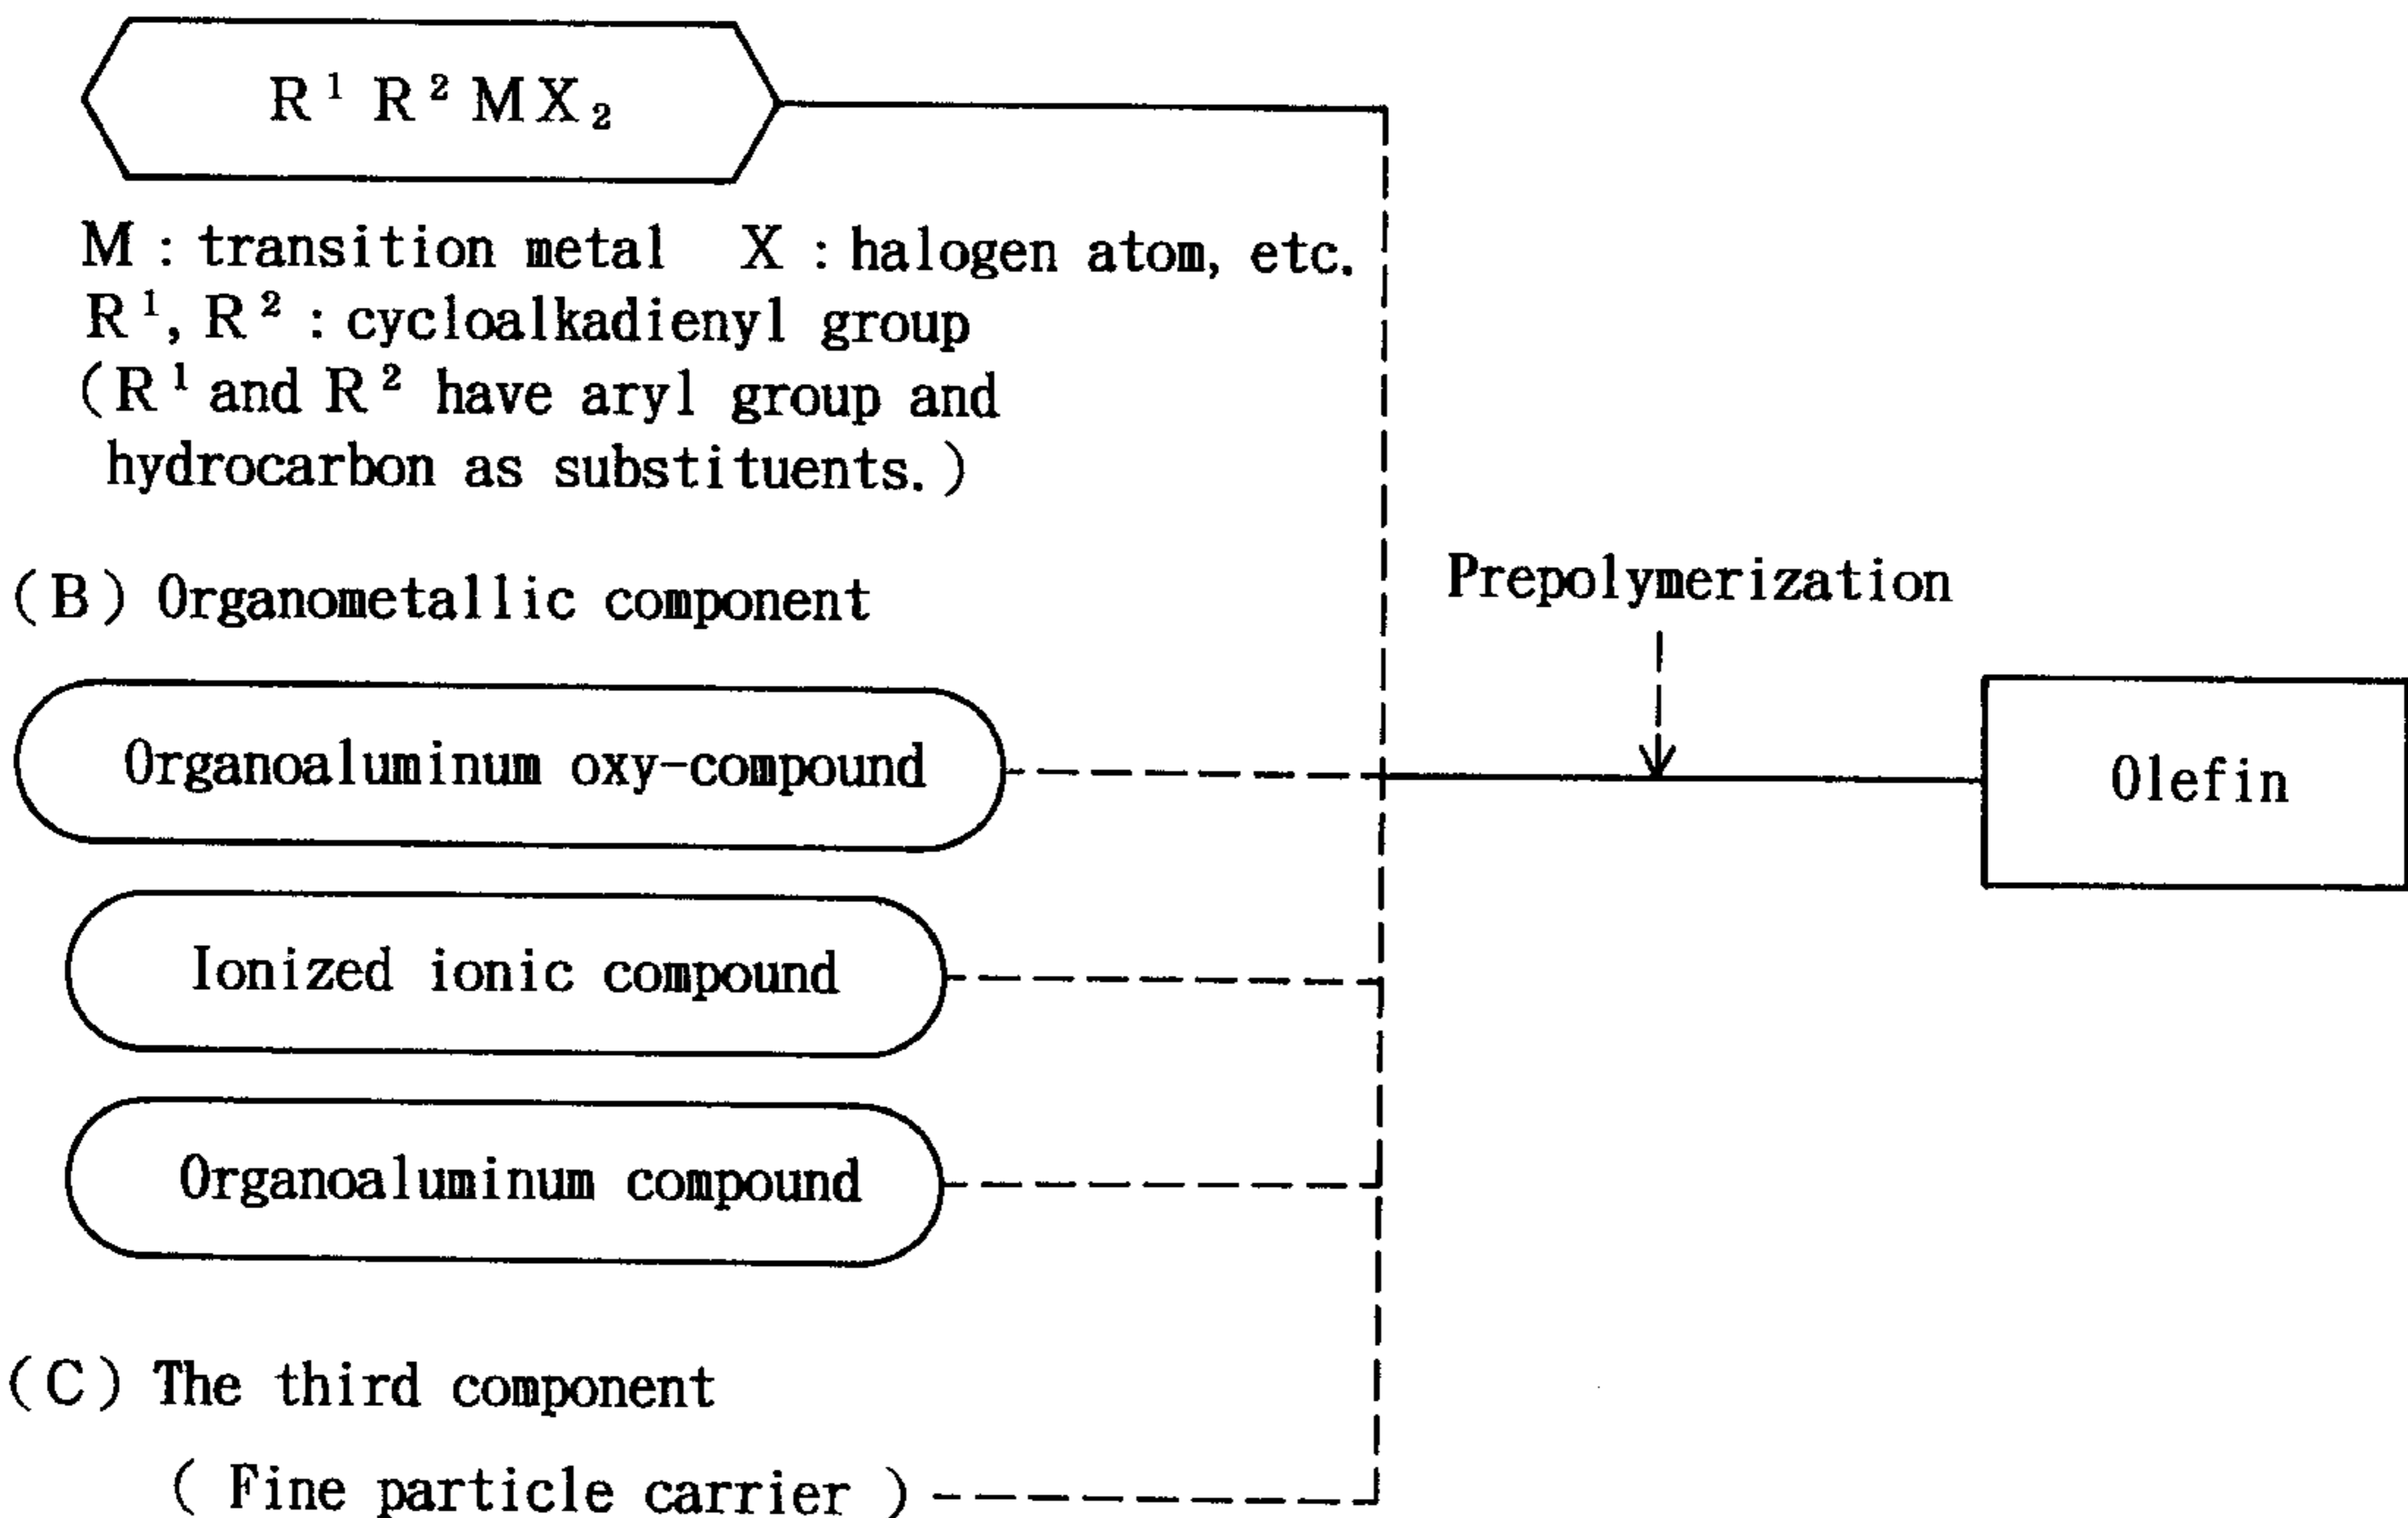 R¹ R² MX₂
M : transition metal X : halogen atom, etc.
R¹, R² : cycloalkadienyl group
(R¹ and R² have aryl group and
hydrocarbon as substituents.)
(B) Organometallic component
Prepolymerization
Organoaluminum oxy-compound
Olefin
Ionized ionic compound
Organoaluminum compound
(C) The third component
( Fine particle carrier )